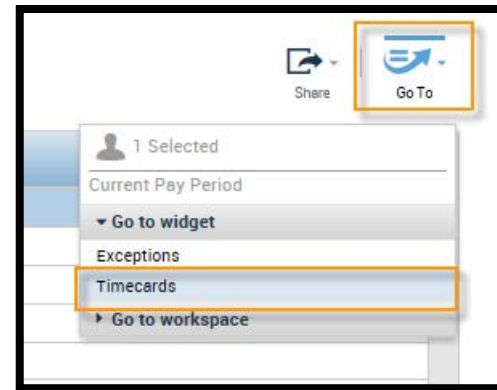 Share
Go To
1 Selected
Current Pay Period
Go to widget
Exceptions
Timecards
Go to workspace